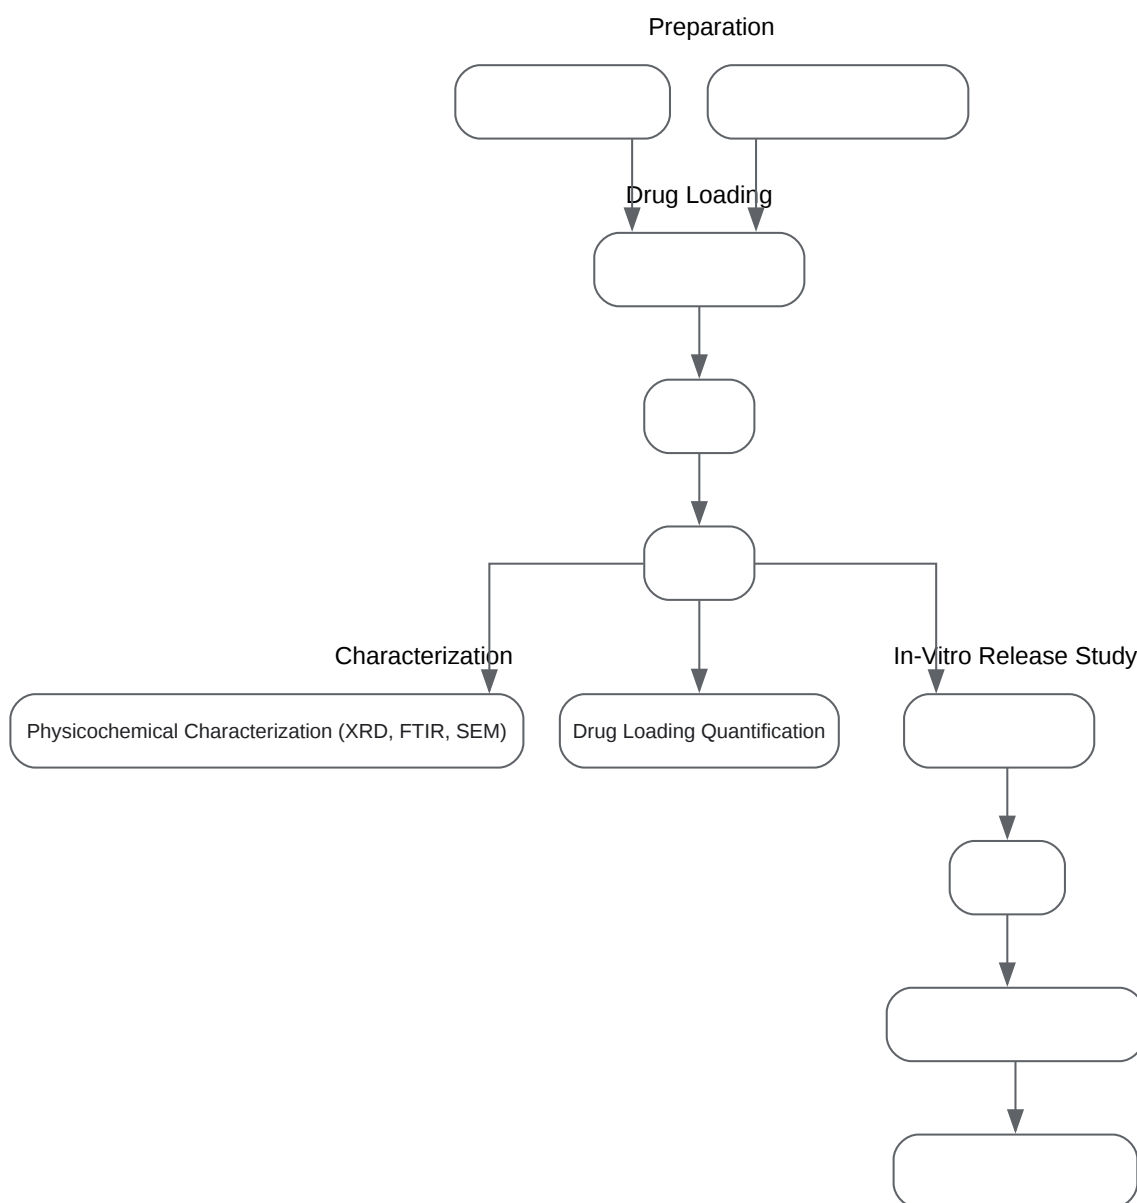 Preparation
Drug Loading
Characterization
In-Vitro Release Study
Physicochemical Characterization (XRD, FTIR, SEM)
Drug Loading Quantification